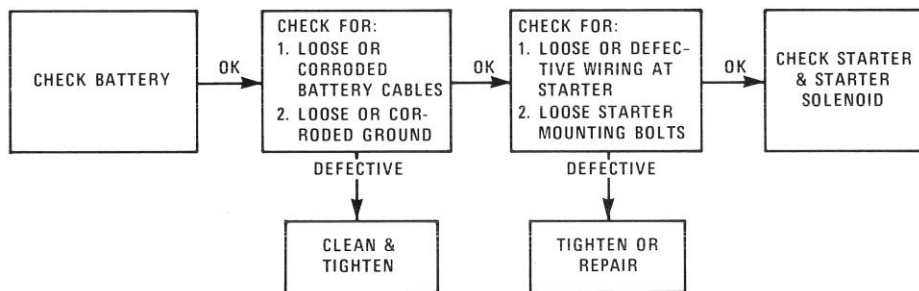 CHECK BATTERY
OK
CHECK FOR:
1. LOOSE OR
CORRODED
BATTERY CABLES
2. LOOSE OR COR-
RODED GROUND
OK
CHECK FOR:
1. LOOSE OR DEFEC-
TIVE WIRING AT
STARTER
2. LOOSE STARTER
MOUNTING BOLTS
OK
CHECK STARTER
& STARTER
SOLENOID
DEFECTIVE
DEFECTIVE
CLEAN &
TIGHTEN
TIGHTEN OR
REPAIR